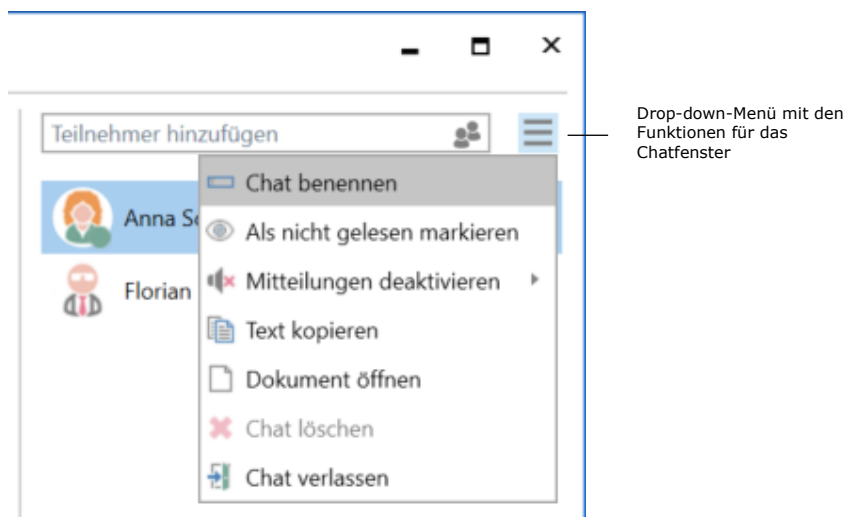 Teilnehmer hinzufügen
Drop-down-Menü mit den
Funktionen für das
Chatfenster
Chat benennen
Anna
Als nicht gelesen markieren
Florian
Mitteilungen deaktivieren
Text kopieren
Dokument öffnen
Chat löschen
Chat verlassen